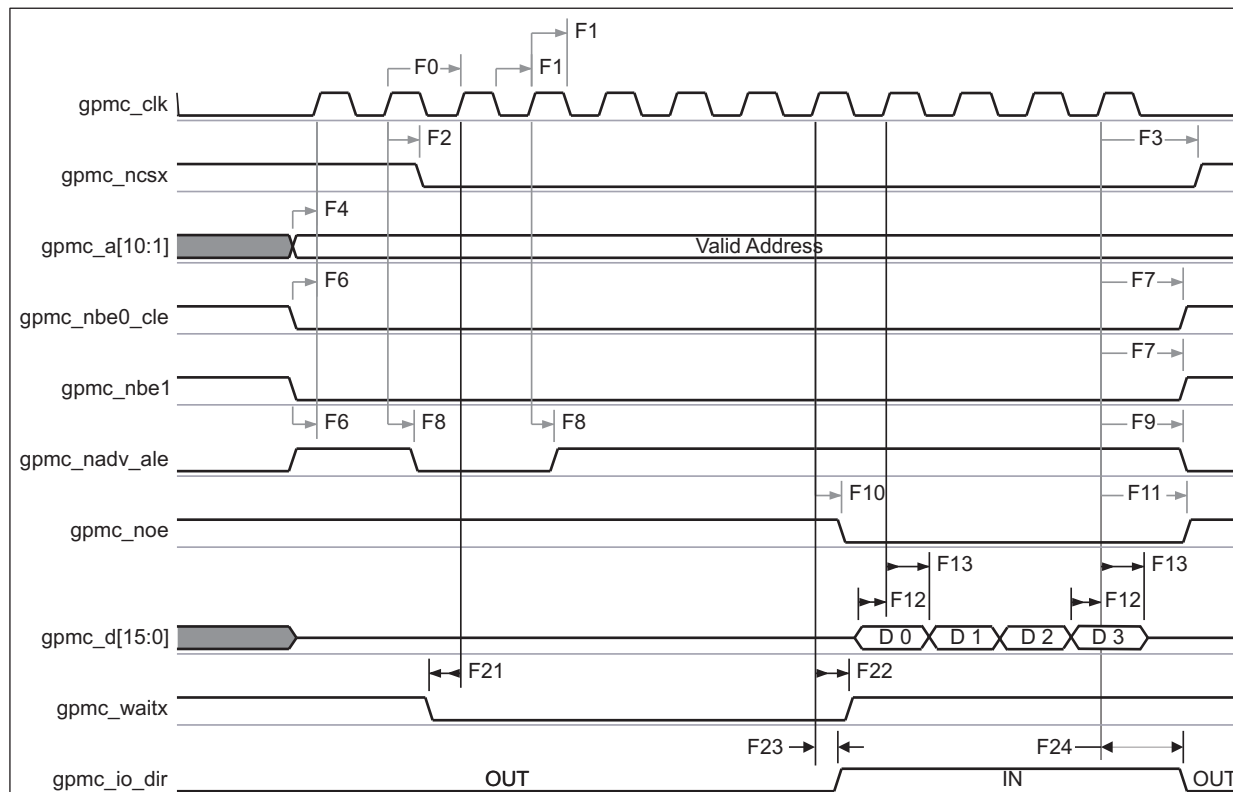 F1
F0 F1
gpmc_clk
F2 F3
gpmc_ncsx
F4
gpmc_a[10:1] Valid Address
F6 F7
gpmc_nbe0_cle
F7
gpmc_nbe1
F6 F8 F8 F9
gpmc_nadv_ale
F10 F11
gpmc_noe
F13 F13
F12 F12
gpmc_d[15:0] D 0 D 1 D 2 D 3
F21 F22
gpmc_waitx
F23 F24
gpmc_io_dir OUT IN OUT